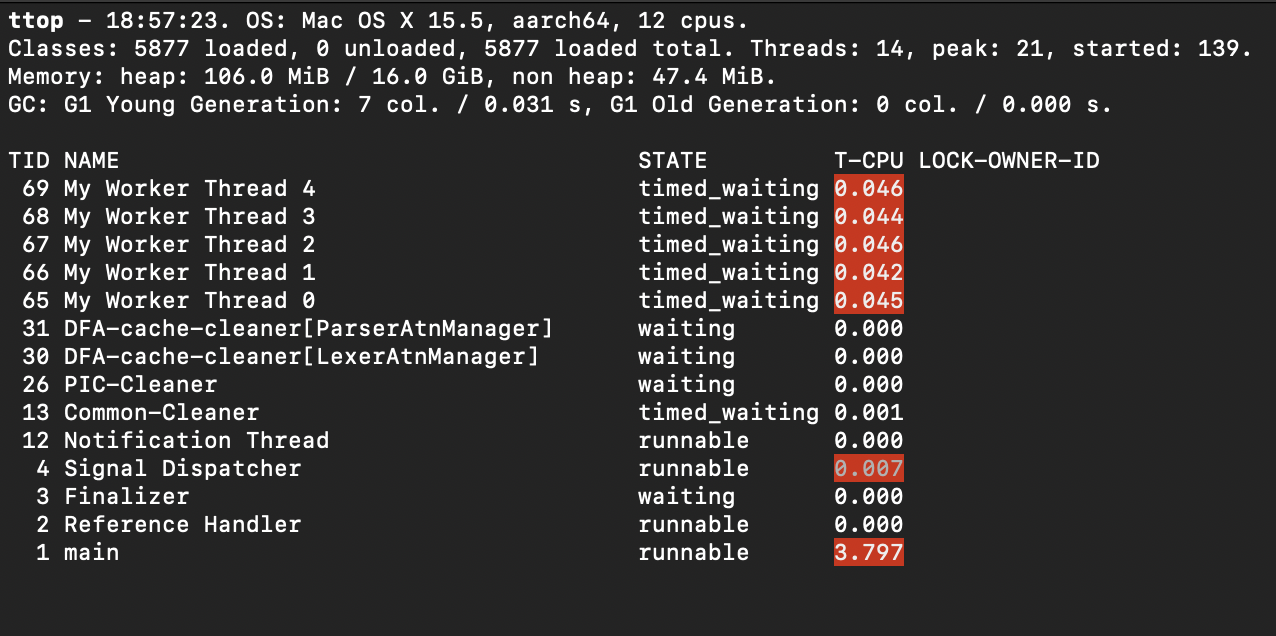 ttop – 18:57:23. OS: Mac OS X 15.5, aarch64, 12 cpus.
Classes: 5877 loaded, 0 unloaded, 5877 loaded total. Threads: 14, peak: 21, started: 139.
Memory: heap: 106.0 MiB / 16.0 GiB, non heap: 47.4 MiB.
GC: G1 Young Generation: 7 col. / 0.031 s, G1 Old Generation: 0 col. / 0.000 s.
TID NAME STATE T-CPU LOCK-OWNER-ID
69 My Worker Thread 4 timed_waiting 0.046
68 My Worker Thread 3 timed_waiting 0.044
67 My Worker Thread 2 timed_waiting 0.046
66 My Worker Thread 1 timed_waiting 0.042
65 My Worker Thread 0 timed_waiting 0.045
31 DFA-cache-cleaner[ParserAtnManager] waiting 0.000
30 DFA-cache-cleaner[LexerAtnManager] waiting 0.000
26 PIC-Cleaner waiting 0.000
13 Common-Cleaner timed_waiting 0.001
12 Notification Thread runnable 0.000
4 Signal Dispatcher runnable 0.007
3 Finalizer waiting 0.000
2 Reference Handler runnable 0.000
1 main runnable 3.797